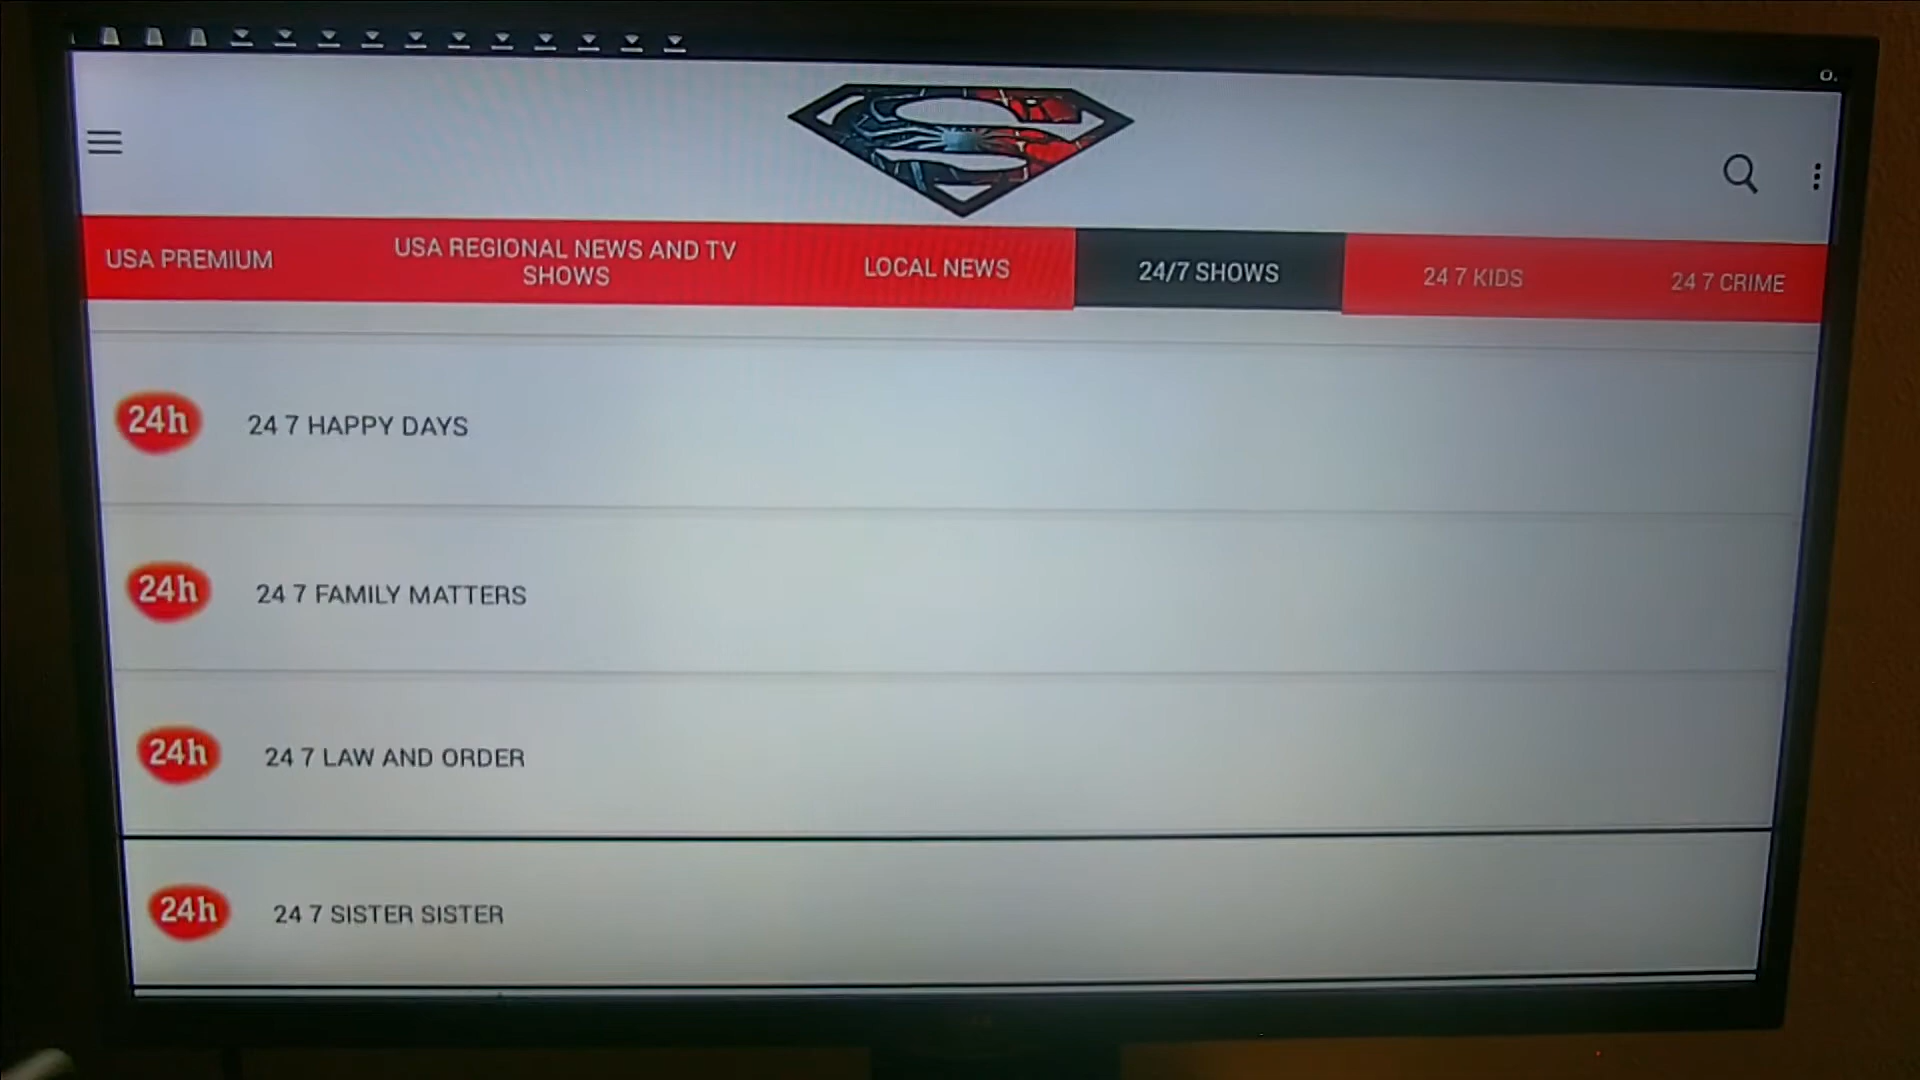 USA PREMIUM
USA REGIONAL NEWS AND TV
SHOWS
LOCAL NEWS
24/7 SHOWS
24 7 KIDS
24 7 CRIME
24h 24 7 HAPPY DAYS
24h 24 7 FAMILY MATTERS
24h 24 7 LAW AND ORDER
24h 24 7 SISTER SISTER